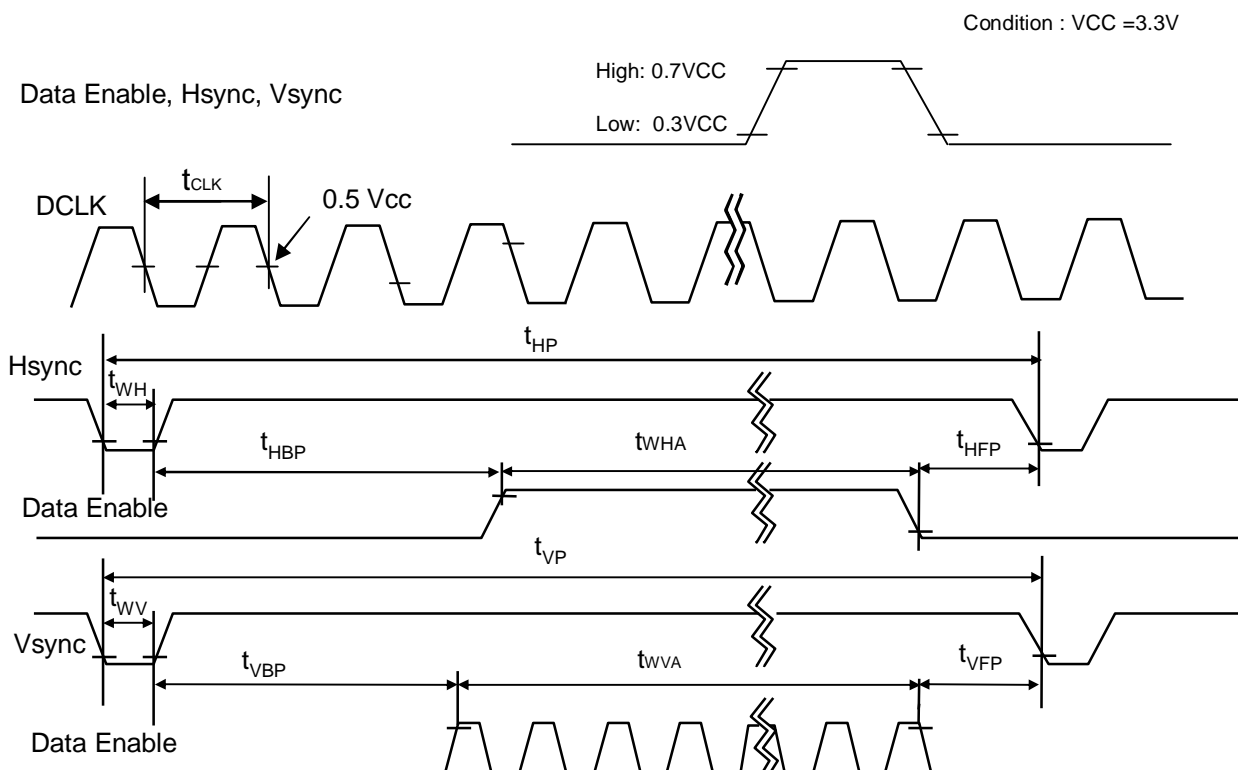 Condition : VCC =3.3V
High: 0.7VCC
Data Enable, Hsync, Vsync
Low: 0.3VCC
tCLK
0.5 Vcc
DCLK
tHP
Hsync
tWH
tHBP
tWHA
tHFP
Data Enable
tVP
tWV
Vsync
tVBP
tWVA
tVFP
Data Enable